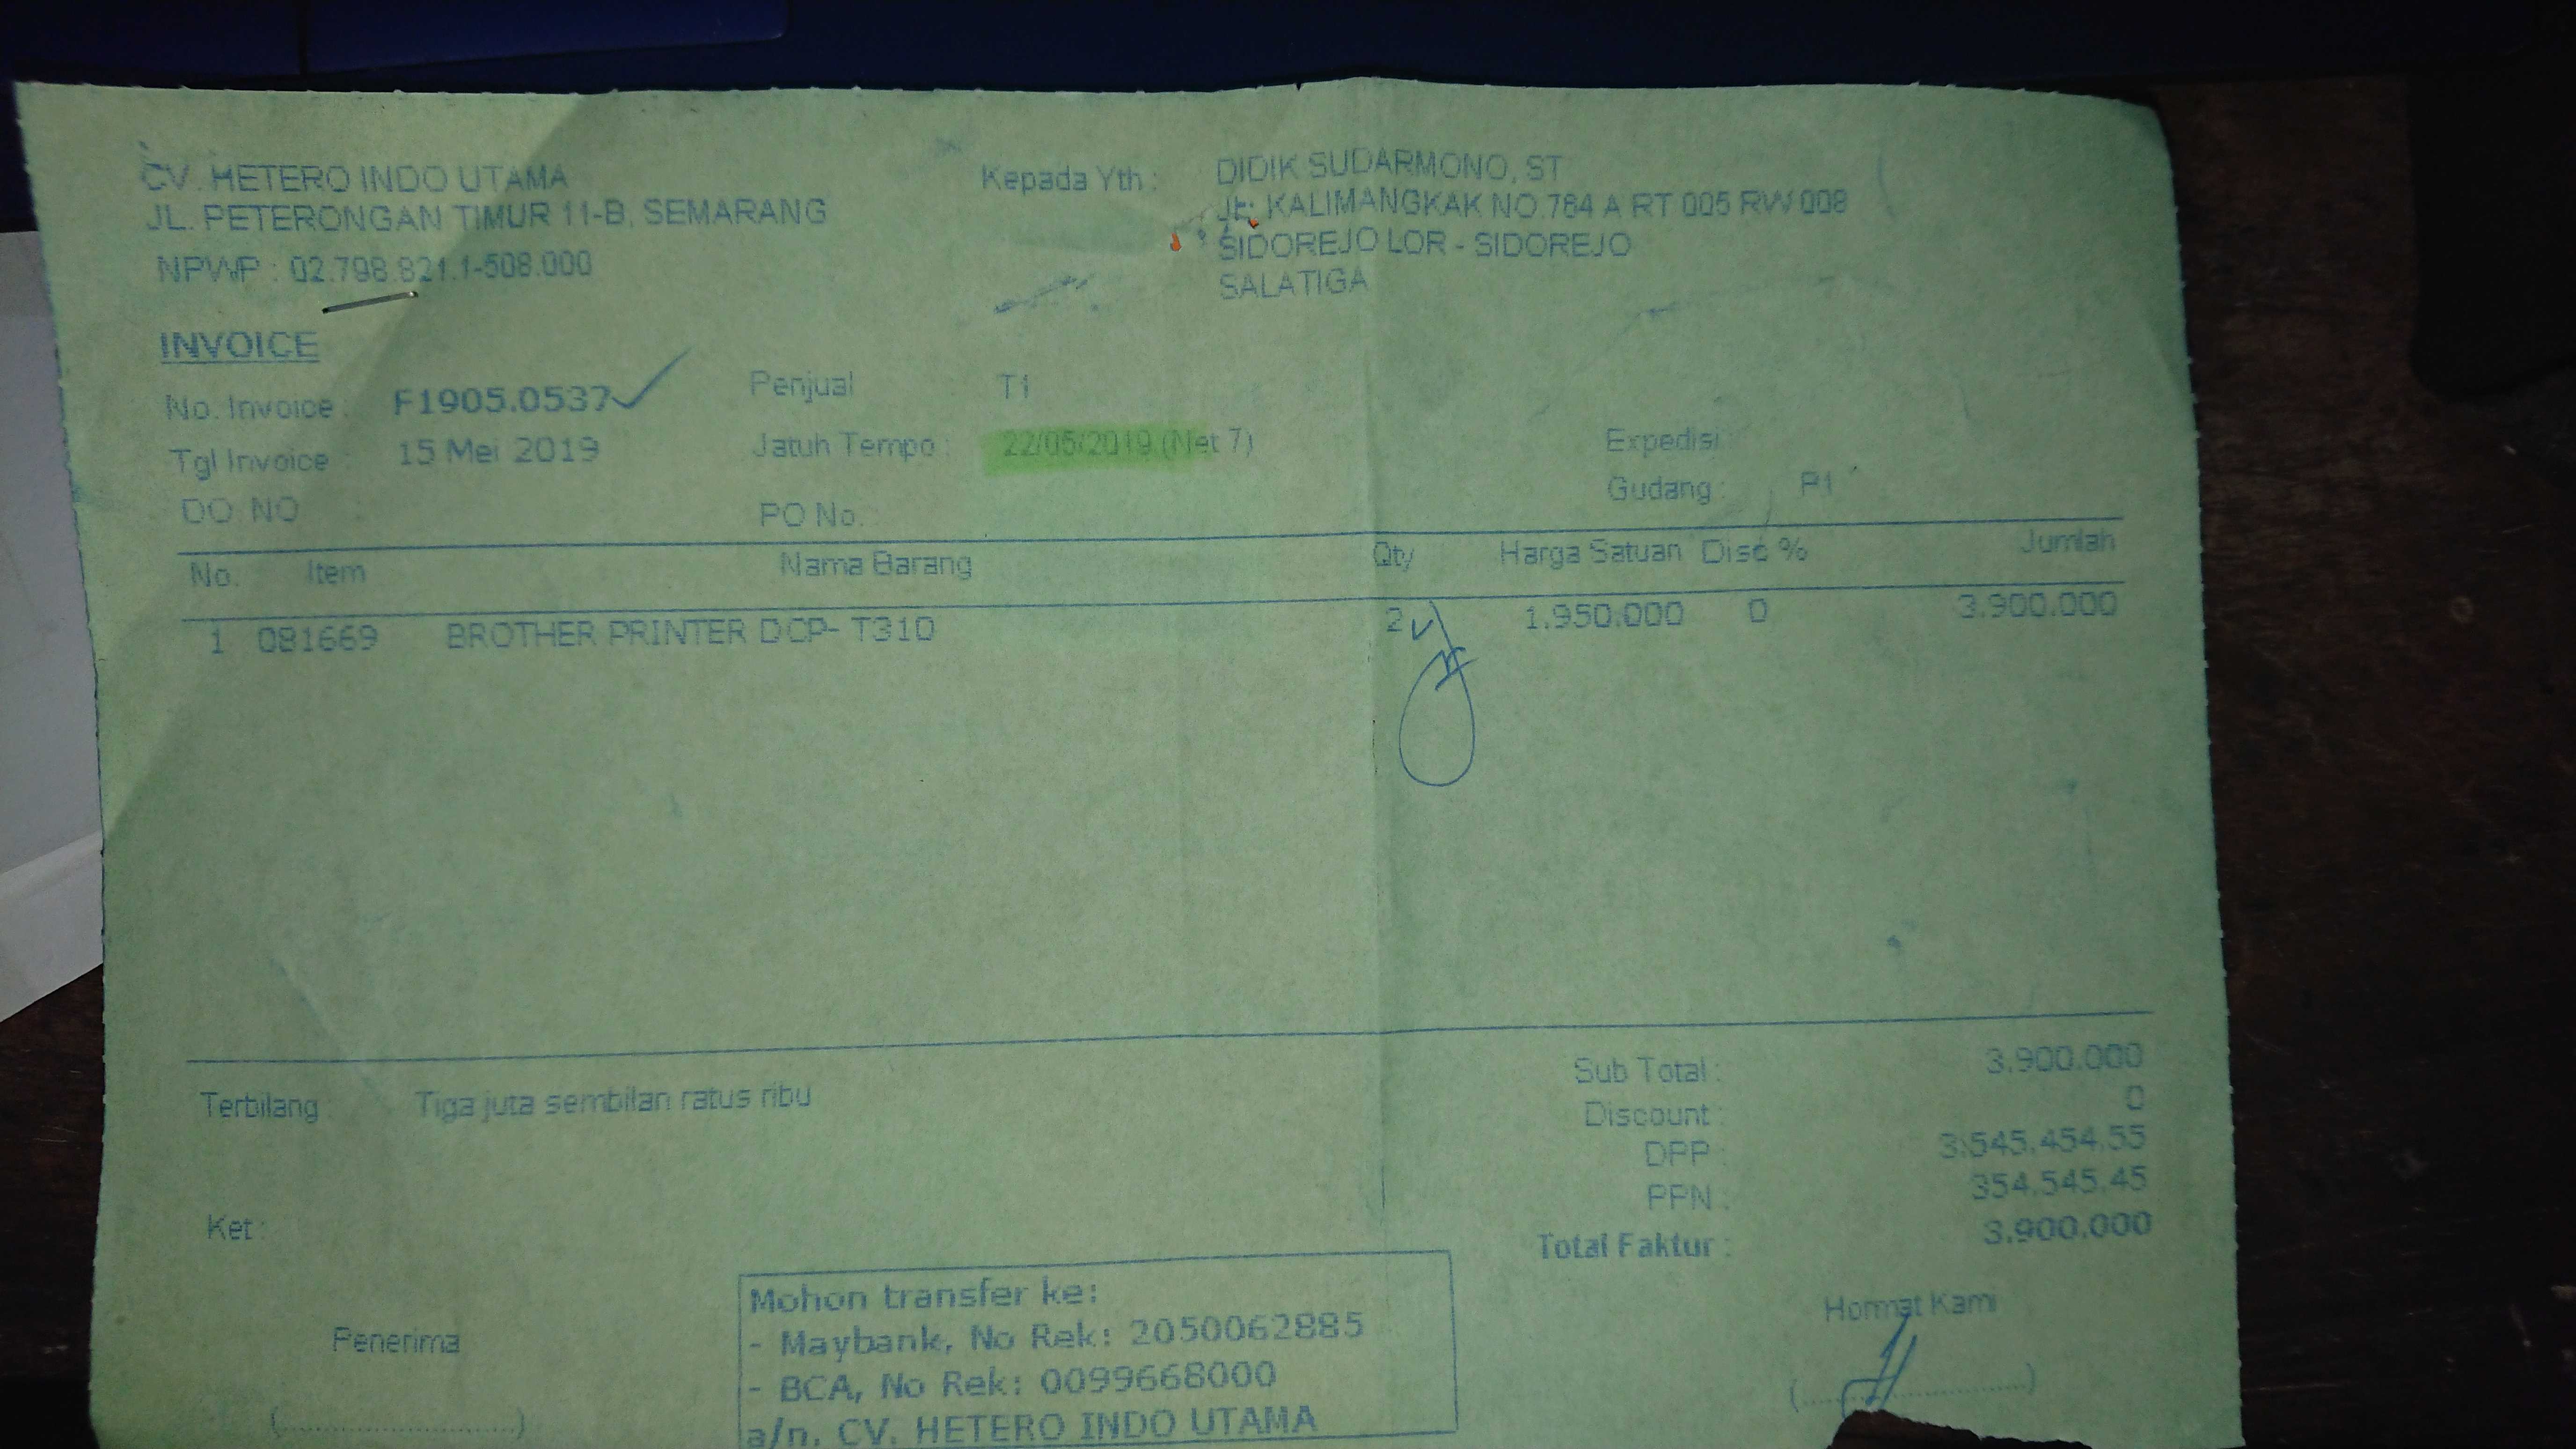 CV. HETERO INDO UTAMA
JL. PETERONGAN TIMUR 11-B, SEMARANG
NPWP : 02.798.821.1-508.000
Kepada Yth :
DIDIK SUDARMONO, ST
JL. KALIMANGKAK NO.764 A RT 005 RW 008
SIDOREJO LOR - SIDOREJO
SALATIGA
INVOICE
No. Invoice : F1905.0537
Penjual T1
Tgl Invoice : 15 Mei 2019
Jatuh Tempo : 22/05/2019 (Net 7)
Expedisi
DO. NO :
PO No.
Gudang : P1
No. Item Nama Barang Qty Harga Satuan Disc % Jumlah
1 081669 BROTHER PRINTER DCP- T310 2 1.950.000 0 3.900.000
Terbilang : Tiga juta sembilan ratus ribu
Sub Total : 3.900.000
Discount : 0
DPP : 3.545.454,55
PPN : 354.545,45
Ket :
Total Faktur : 3.900.000
Mohon transfer ke:
- Maybank, No Rek: 2050062885
- BCA, No Rek: 0099668000
a/n. CV. HETERO INDO UTAMA
Penerima
(........................)
Hormat Kami
(........................)